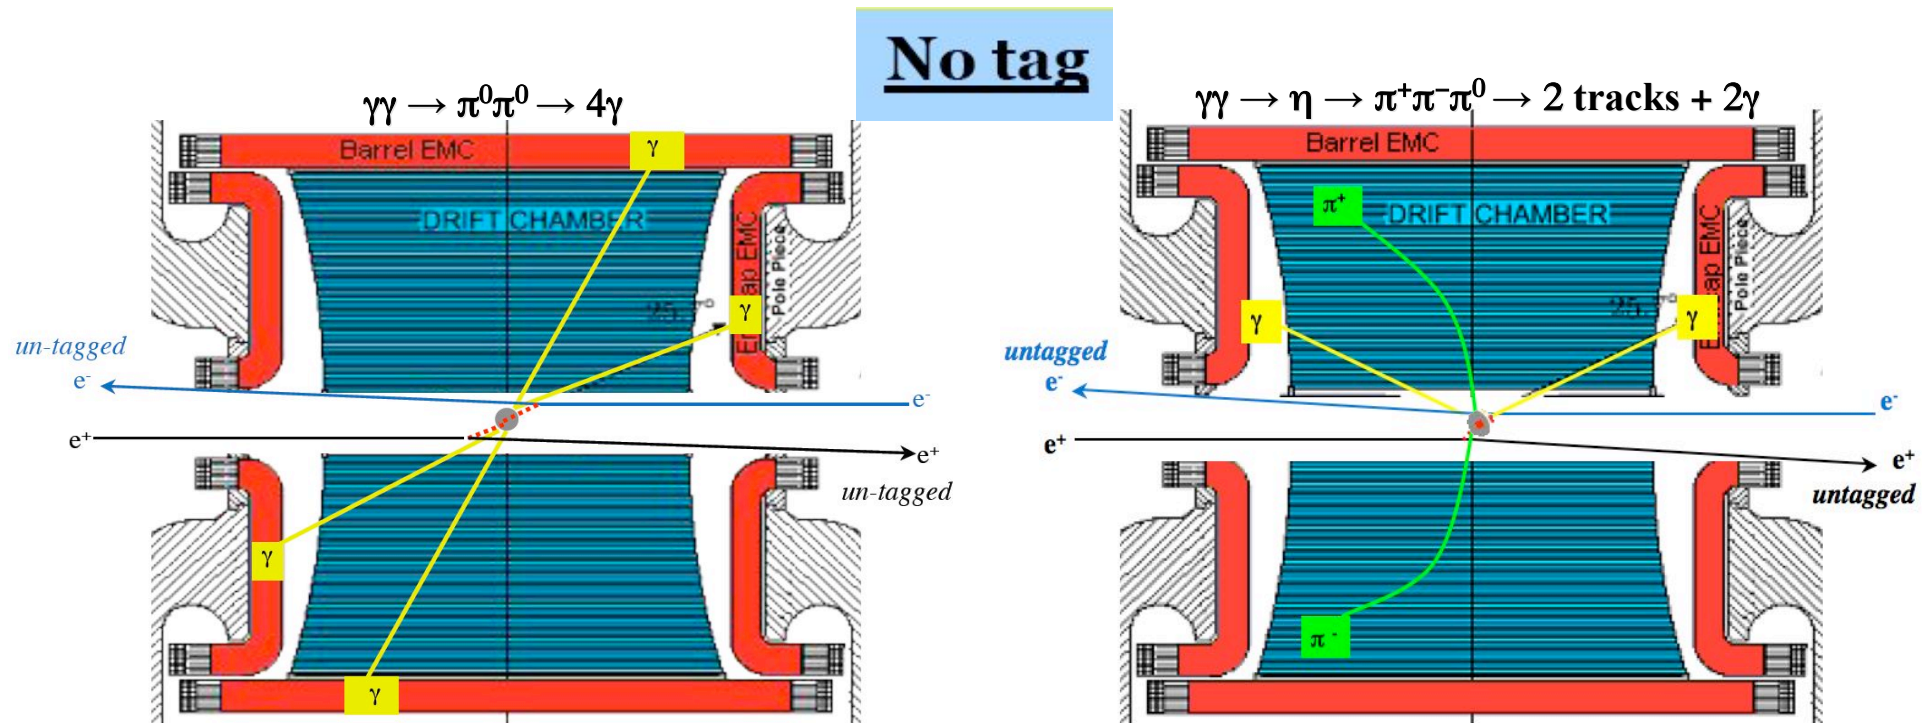 No tag
γγ → π⁰π⁰ → 4γ
Barrel EMC
γ
DRIFT CHAMBER
Pole Piece
γ
un-tagged
e⁻
e⁻
e⁺
e⁺
un-tagged
γ
γ
γγ → η → π⁺π⁻π⁰ → 2 tracks + 2γ
Barrel EMC
π⁺
DRIFT CHAMBER
Pole Piece
γ
γ
untagged
e⁻
e⁻
e⁺
e⁺
untagged
π⁻